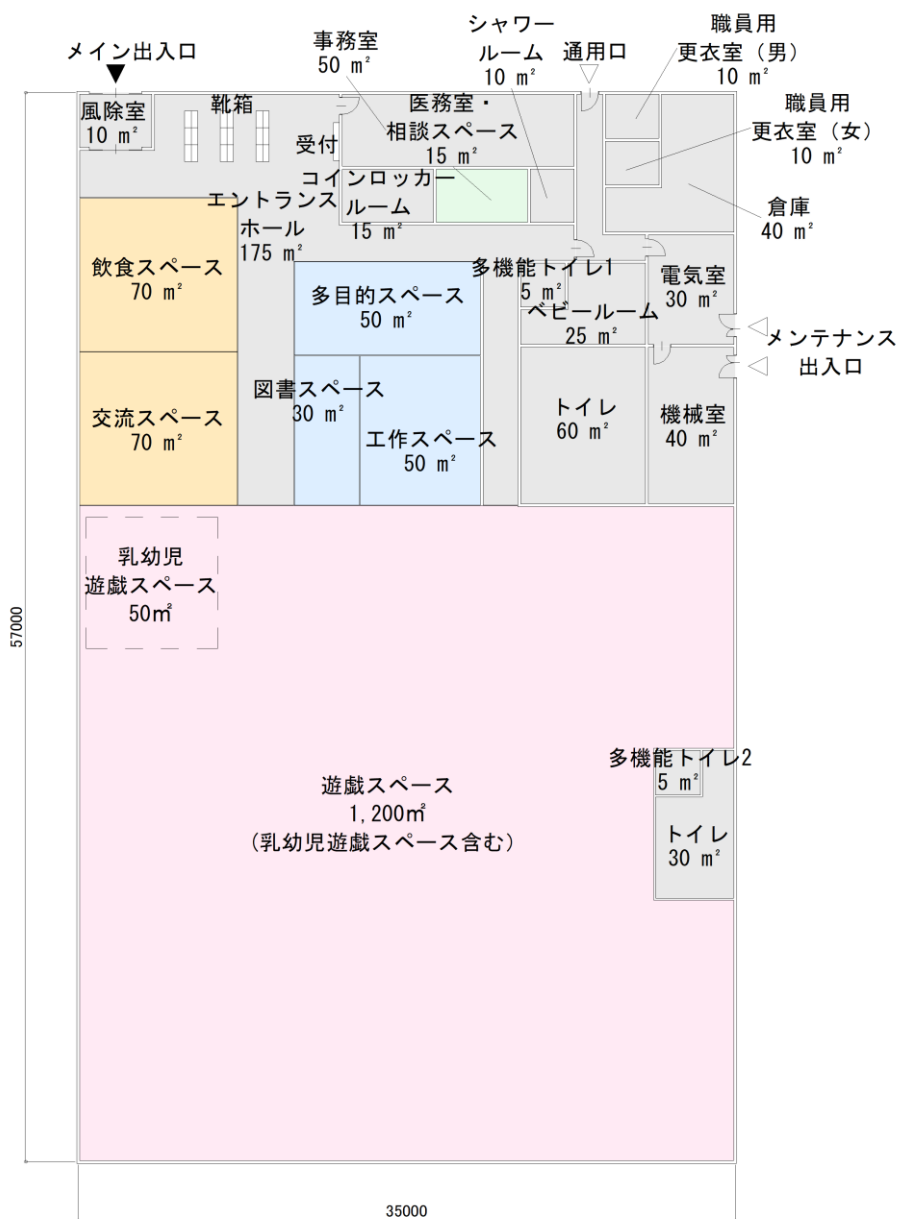 メイン出入口
事務室
50 ㎡
シャワー
ルーム
10 ㎡
通用口
職員用
更衣室（男）
10 ㎡
職員用
更衣室（女）
10 ㎡
風除室
10 ㎡
靴箱
受付
医務室・
相談スペース
15 ㎡
コインロッカー
ルーム
15 ㎡
エントランス
ホール
175 ㎡
倉庫
40 ㎡
飲食スペース
70 ㎡
多目的スペース
50 ㎡
多機能トイレ1
5 ㎡
ベビールーム
25 ㎡
電気室
30 ㎡
メンテナンス
出入口
交流スペース
70 ㎡
図書スペース
30 ㎡
工作スペース
50 ㎡
トイレ
60 ㎡
機械室
40 ㎡
乳幼児
遊戯スペース
50㎡
57000
遊戯スペース
1,200㎡
(乳幼児遊戯スペース含む)
多機能トイレ2
5 ㎡
トイレ
30 ㎡
35000